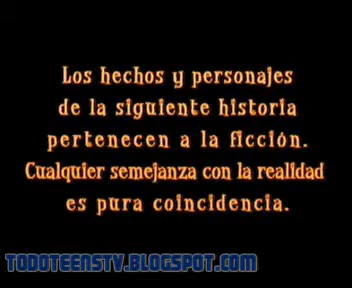 Los hechos y personajes
de la siguiente historia
pertenecen a la ficción.
Cualquier semejanza con la realidad
es pura coincidencia.
TODOTEENSTV.BLOGSPOT.COM